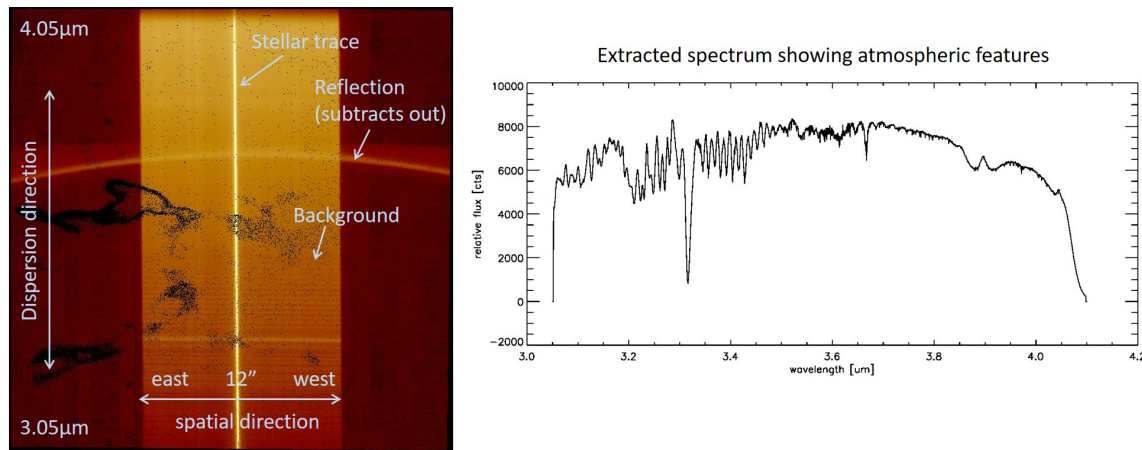 4.05µm
Stellar trace
Reflection
(subtracts out)
Dispersion direction
Background
east 12” west
spatial direction
3.05µm
Extracted spectrum showing atmospheric features
10000
8000
6000
4000
2000
0
−2000
relative flux [cts]
3.0 3.2 3.4 3.6 3.8 4.0 4.2
wavelength [um]